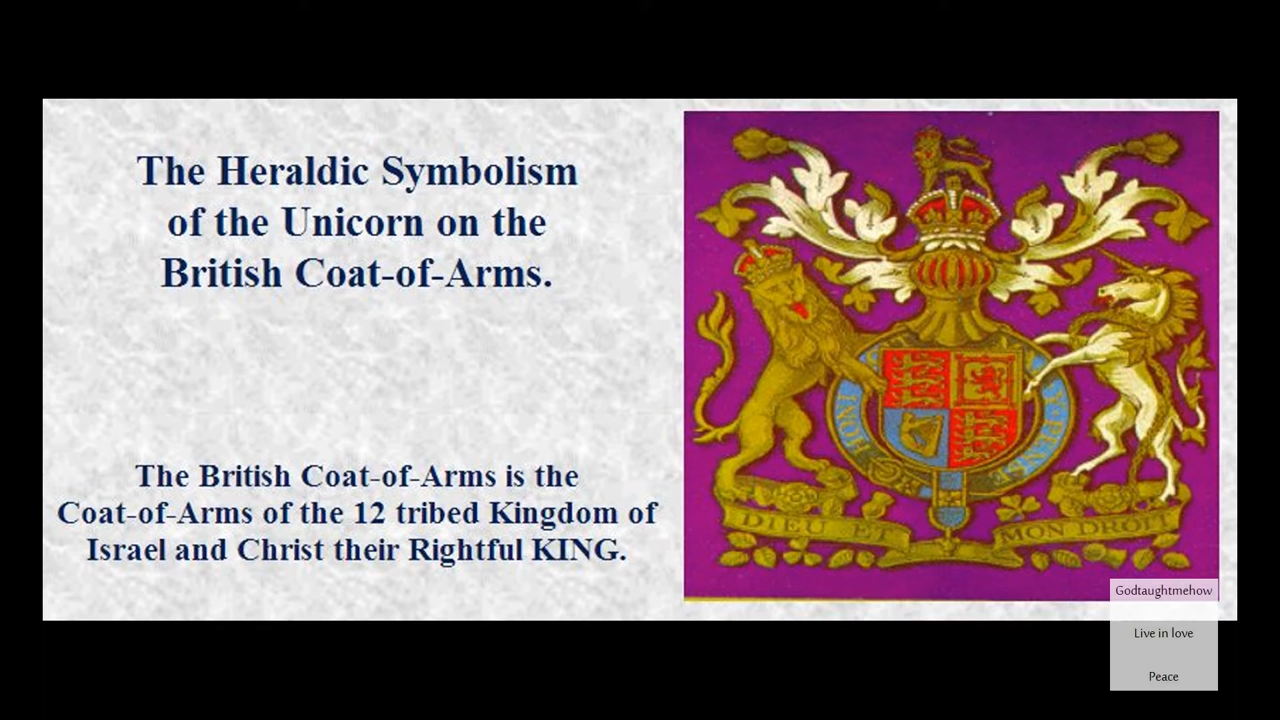 The Heraldic Symbolism
of the Unicorn on the
British Coat-of-Arms.
The British Coat-of-Arms is the
Coat-of-Arms of the 12 tribed Kingdom of
Israel and Christ their Rightful KING.
HONI
Y PENSE
DIEU ET
MON DROIT
Godtaughtmehow
Live in love
Peace